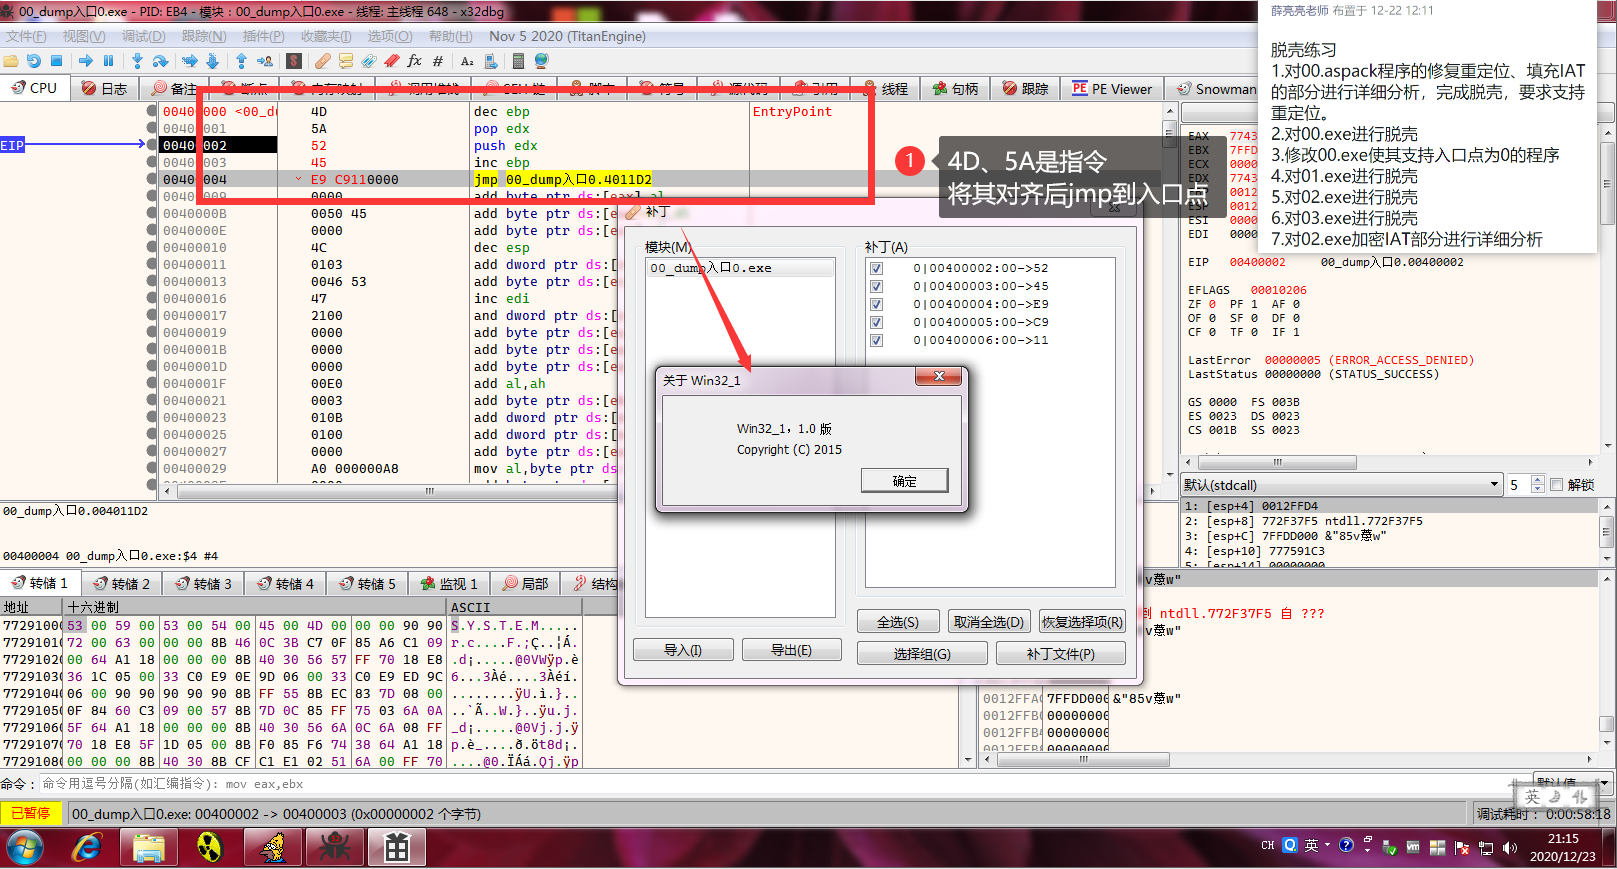 00_dump入口0.exe - PID: EB4 - 模块：00_dump入口0.exe - 线程: 主线程 648 - x32dbg
文件(F) 视图(V) 调试(D) 跟踪(N) 插件(P) 收藏夹(I) 选项(O) 帮助(H) Nov 5 2020 (TitanEngine)
CPU 日志 备注 断点 内存映射 调用堆栈 SEH链 脚本 符号 源代码 引用 线程 句柄 跟踪 PE Viewer Snowman
薛亮亮老师 布置于 12-22 12:11
脱壳练习
1.对00.aspack程序的修复重定位、填充IAT
的部分进行详细分析，完成脱壳，要求支持
重定位。
2.对00.exe进行脱壳
3.修改00.exe使其支持入口点为0的程序
4.对01.exe进行脱壳
5.对02.exe进行脱壳
6.对03.exe进行脱壳
7.对02.exe加密IAT部分进行详细分析
EIP
4D dec ebp EntryPoint
00400001 5A pop edx
00400002 52 push edx
00400003 45 inc ebp
00400004 E9 C9110000 jmp 00_dump入口0.4011D2
00400009 0000 add byte ptr ds:[eax],al
0040000B 0050 45 add byte ptr ds:[e
0040000E 0000 add byte ptr ds:[e
00400010 4C dec esp
00400011 0103 add dword ptr ds:[
00400013 0046 53 add byte ptr ds:[e
00400016 47 inc edi
00400017 2100 and dword ptr ds:[
00400019 0000 add byte ptr ds:[e
0040001B 0000 add byte ptr ds:[e
0040001D 0000 add byte ptr ds:[e
0040001F 00E0 add al,ah
00400021 0003 add byte ptr ds:[
00400023 010B add dword ptr ds:[
00400025 0100 add dword ptr ds:[
00400027 0000 add byte ptr ds:[e
00400029 A0 000000A8 mov al,byte ptr ds
1
4D、5A是指令
将其对齐后jmp到入口点
补丁
模块(M)
00_dump入口0.exe
补丁(A)
0|00400002:00->52
0|00400003:00->45
0|00400004:00->E9
0|00400005:00->C9
0|00400006:00->11
关于 Win32_1
Win32_1，1.0 版
Copyright (C) 2015
确定
全选(S) 取消全选(D) 恢复选择项(R)
导入(I) 导出(E) 选择组(G) 补丁文件(P)
EAX 7743
EBX 7FFD
ECX 0000
EDX 7743
0012
0012
ESI 0000
EDI 0000
EIP 00400002 00_dump入口0.00400002
EFLAGS 00010206
ZF 0 PF 1 AF 0
OF 0 SF 0 DF 0
CF 0 TF 0 IF 1
LastError 00000005 (ERROR_ACCESS_DENIED)
LastStatus 00000000 (STATUS_SUCCESS)
GS 0000 FS 003B
ES 0023 DS 0023
CS 001B SS 0023
默认(stdcall) 5 解锁
1: [esp+4] 0012FFD4
2: [esp+8] 772F37F5 ntdll.772F37F5
3: [esp+C] 7FFDD000 &"85v蘹w"
4: [esp+10] 777591C3
5: [esp+14] 00000000
00_dump入口0.004011D2
00400004 00_dump入口0.exe:$4 #4
转储 1 转储 2 转储 3 转储 4 转储 5 监视 1 局部 结构
地址 十六进制 ASCII
77291000 53 00 59 00 53 00 54 00 45 00 4D 00 00 00 90 90 S.Y.S.T.E.M.....
77291010 72 00 63 00 00 00 8B 46 0C 3B C7 0F 85 A6 C1 09 r.c....F.;Ç..¦Á.
77291020 00 64 A1 18 00 00 00 8B 40 30 56 57 FF 70 18 E8 .d¡.....@0VWÿp.è
77291030 36 1C 05 00 33 C0 E9 0E 9D 06 00 33 C0 E9 ED 9C 6...3Àé....3Àéí.
77291040 06 00 90 90 90 90 90 8B FF 55 8B EC 83 7D 08 00 ........ÿU.ì.}..
77291050 0F 84 60 C3 09 00 57 8B 7D 0C 85 FF 75 03 6A 0A ..`Ã..W.}..ÿu.j.
77291060 5F 64 A1 18 00 00 00 8B 40 30 56 6A 0C 6A 08 FF _d¡.....@0Vj.j.ÿ
77291070 70 18 E8 5F 1D 05 00 8B F0 85 F6 74 38 64 A1 18 p.è_....ð.öt8d¡.
77291080 00 00 00 8B 40 30 8B CF C1 E1 02 51 6A 00 FF 70 ....@0.ÏÁá.Qj.ÿp
ntdll.772F37F5 自 ???
7FFDD000 &"85v蘹w"
0012FFB0 00000000
0012FFB4 00000000
0012FFB8 00000000
命令： 命令用逗号分隔(如汇编指令): mov eax,ebx 默认值
已暂停 00_dump入口0.exe: 00400002 -> 00400003 (0x00000002 个字节) 调试耗时： 0:00:58:18
英
CH 英
21:15
2020/12/23